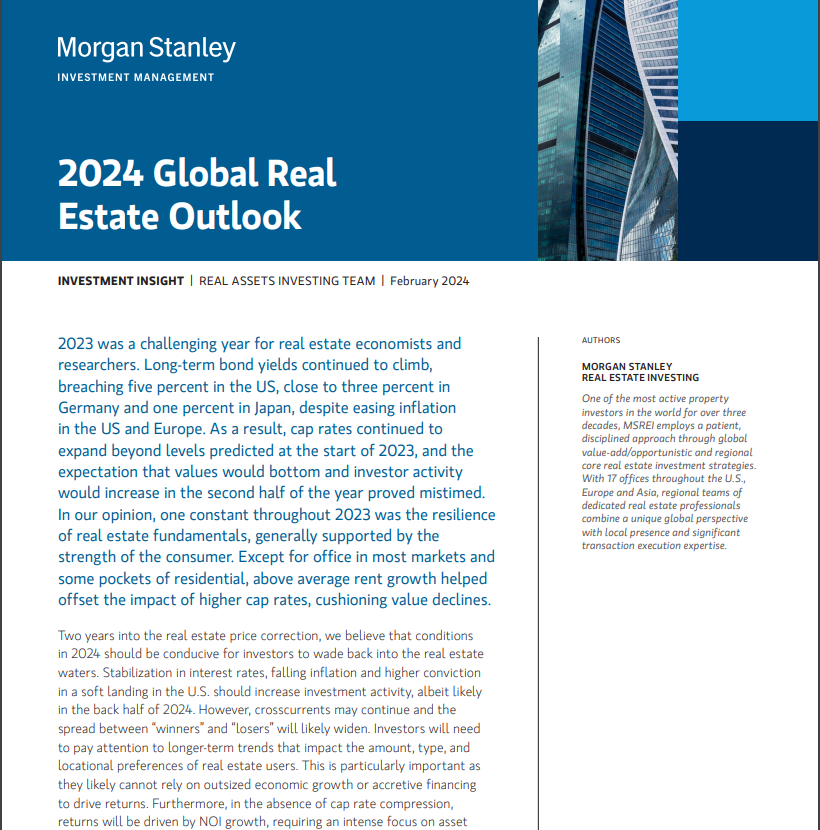 Morgan Stanley
INVESTMENT MANAGEMENT
2024 Global Real
Estate Outlook
INVESTMENT INSIGHT | REAL ASSETS INVESTING TEAM | February 2024
2023 was a challenging year for real estate economists and
researchers. Long-term bond yields continued to climb,
breaching five percent in the US, close to three percent in
Germany and one percent in Japan, despite easing inflation
in the US and Europe. As a result, cap rates continued to
expand beyond levels predicted at the start of 2023, and the
expectation that values would bottom and investor activity
would increase in the second half of the year proved mistimed.
In our opinion, one constant throughout 2023 was the resilience
of real estate fundamentals, generally supported by the
strength of the consumer. Except for office in most markets and
some pockets of residential, above average rent growth helped
offset the impact of higher cap rates, cushioning value declines.
Two years into the real estate price correction, we believe that conditions
in 2024 should be conducive for investors to wade back into the real estate
waters. Stabilization in interest rates, falling inflation and higher conviction
in a soft landing in the U.S. should increase investment activity, albeit likely
in the back half of 2024. However, crosscurrents may continue and the
spread between "winners" and "losers" will likely widen. Investors will need
to pay attention to longer-term trends that impact the amount, type, and
locational preferences of real estate users. This is particularly important as
they likely cannot rely on outsized economic growth or accretive financing
to drive returns. Furthermore, in the absence of cap rate compression,
returns will be driven by NOI growth, requiring an intense focus on asset
AUTHORS
MORGAN STANLEY
REAL ESTATE INVESTING
One of the most active property
investors in the world for over three
decades, MSREI employs a patient,
disciplined approach through global
value-add/opportunistic and regional
core real estate investment strategies.
With 17 offices throughout the U.S.,
Europe and Asia, regional teams of
dedicated real estate professionals
combine a unique global perspective
with local presence and significant
transaction execution expertise.